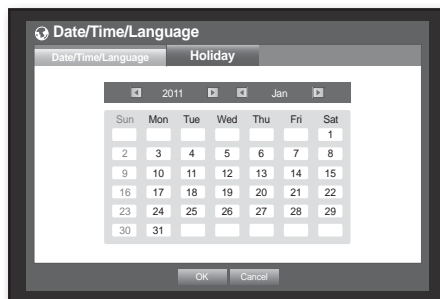 Date/Time/Language
Date/Time/Language Holiday
2011 Jan
Sun Mon Tue Wed Thu Fri Sat
1
2 3 4 5 6 7 8
9 10 11 12 13 14 15
16 17 18 19 20 21 22
23 24 25 26 27 28 29
30 31
OK Cancel